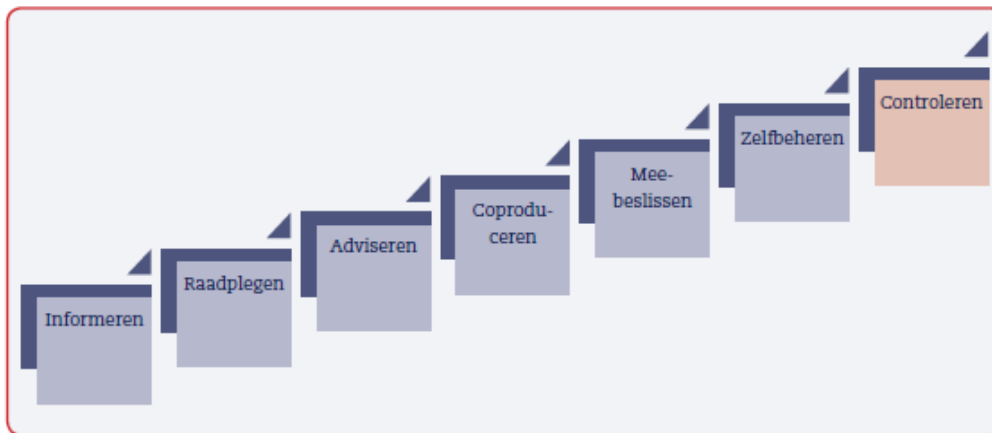 Informeren
Raadplegen
Adviseren
Coprodu-
ceren
Mee-
beslissen
Zelfbeheren
Controleren